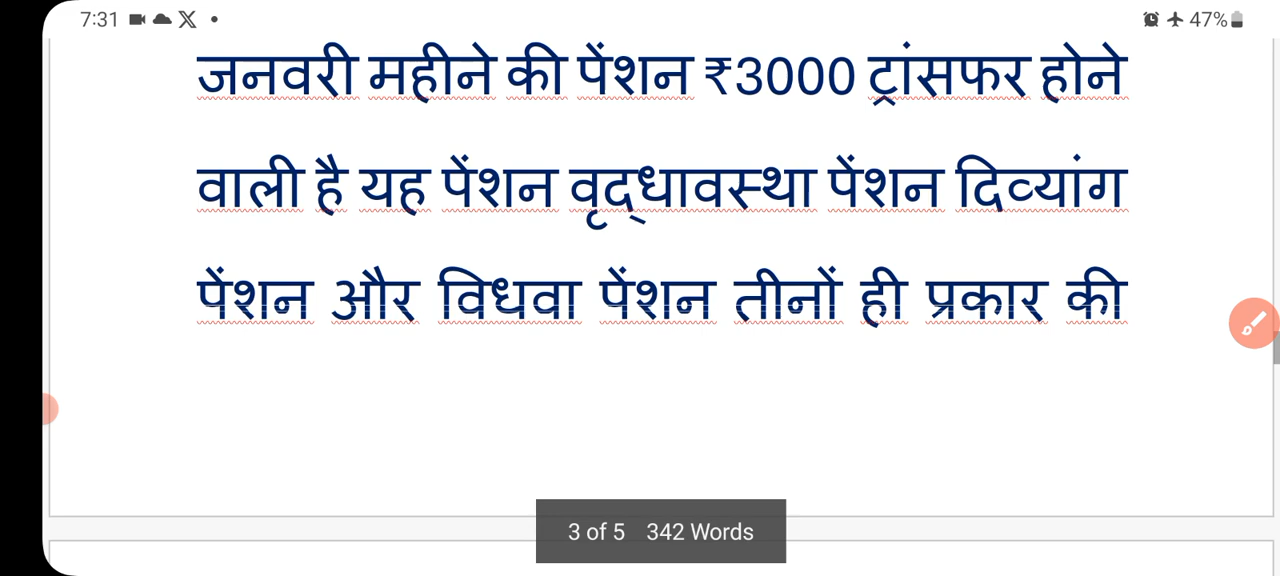 7:31 X •
47%
जनवरी महीने की पेंशन ₹3000 ट्रांसफर होने
वाली है यह पेंशन वृद्धावस्था पेंशन दिव्यांग
पेंशन और विधवा पेंशन तीनों ही प्रकार की
3 of 5 342 Words